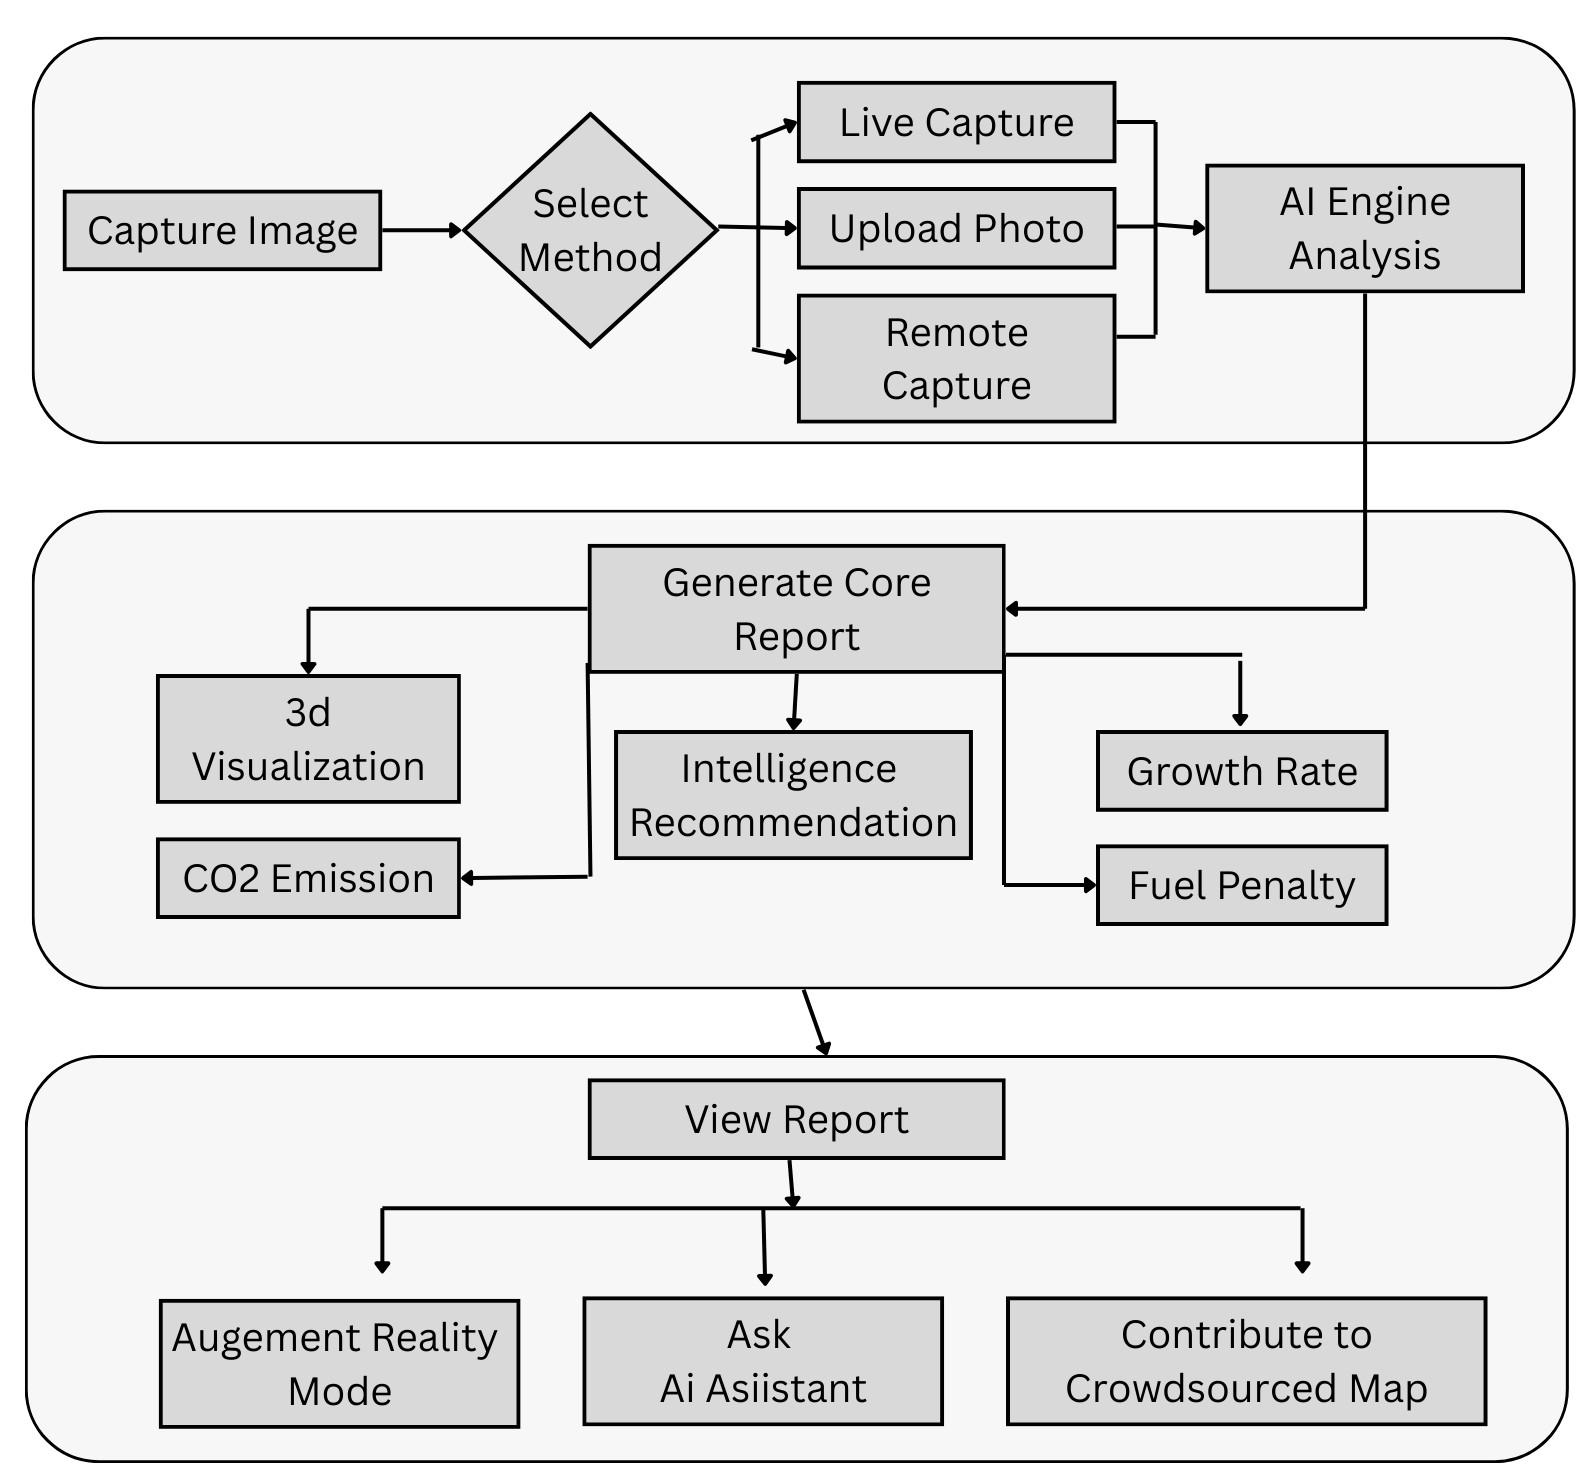 Capture Image
Select
Method
Live Capture
Upload Photo
Remote
Capture
AI Engine
Analysis
Generate Core
Report
3d
Visualization
CO2 Emission
Intelligence
Recommendation
Growth Rate
Fuel Penalty
View Report
Augement Reality
Mode
Ask
Ai Asiistant
Contribute to
Crowdsourced Map